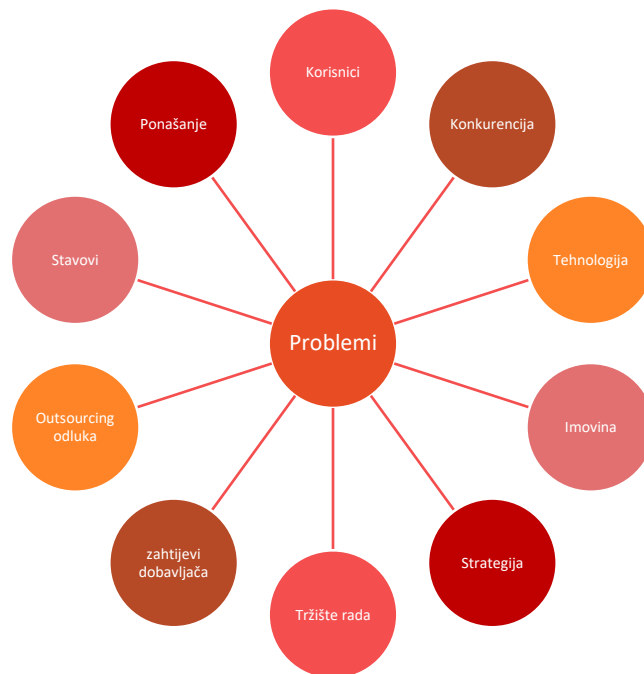 Korisnici
Ponašanje
Konkurencija
Stavovi
Tehnologija
Problemi
Outsourcing
odluka
Imovina
zahtijevi
dobavljača
Strategija
Tržište rada